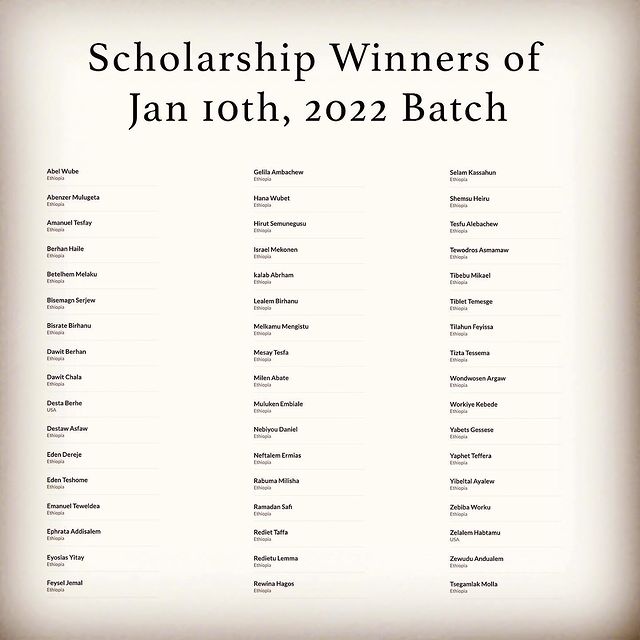 Scholarship Winners of
Jan 10th, 2022 Batch
Abel Wube
Ethiopia
Abenzer Mulugeta
Ethiopia
Amanuel Tesfay
Ethiopia
Berhan Haile
Ethiopia
Betelhem Melaku
Ethiopia
Bisemagn Serjew
Ethiopia
Bisrate Birhanu
Ethiopia
Dawit Berhan
Ethiopia
Dawit Chala
Ethiopia
Desta Berhe
USA
Destaw Asfaw
Ethiopia
Eden Dereje
Ethiopia
Eden Teshome
Ethiopia
Emanuel Teweldea
Ethiopia
Ephrata Addisalem
Ethiopia
Eyosias Yitay
Ethiopia
Feysel Jemal
Ethiopia
Gelila Ambachew
Ethiopia
Hana Wubet
Ethiopia
Hirut Semunegusu
Ethiopia
Israel Mekonen
Ethiopia
kalab Abrham
Ethiopia
Lealem Birhanu
Ethiopia
Melkamu Mengistu
Ethiopia
Mesay Tesfa
Ethiopia
Milen Abate
Ethiopia
Muluken Embiale
Ethiopia
Nebiyou Daniel
Ethiopia
Neftalem Ermias
Ethiopia
Rabuma Milisha
Ethiopia
Ramadan Safi
Ethiopia
Rediet Taffa
Ethiopia
Redietu Lemma
Ethiopia
Rewina Hagos
Ethiopia
Selam Kassahun
Ethiopia
Shemsu Heiru
Ethiopia
Tesfu Alebachew
Ethiopia
Tewodros Asmamaw
Ethiopia
Tibebu Mikael
Ethiopia
Tiblet Temesge
Ethiopia
Tilahun Feyissa
Ethiopia
Tizta Tessema
Ethiopia
Wondwosen Argaw
Ethiopia
Workiye Kebede
Ethiopia
Yabets Gessese
Ethiopia
Yaphet Teffera
Ethiopia
Yibeltal Ayalew
Ethiopia
Zebiba Worku
Ethiopia
Zelalem Habtamu
USA
Zewudu Andualem
Ethiopia
Tsegamlak Molla
Ethiopia